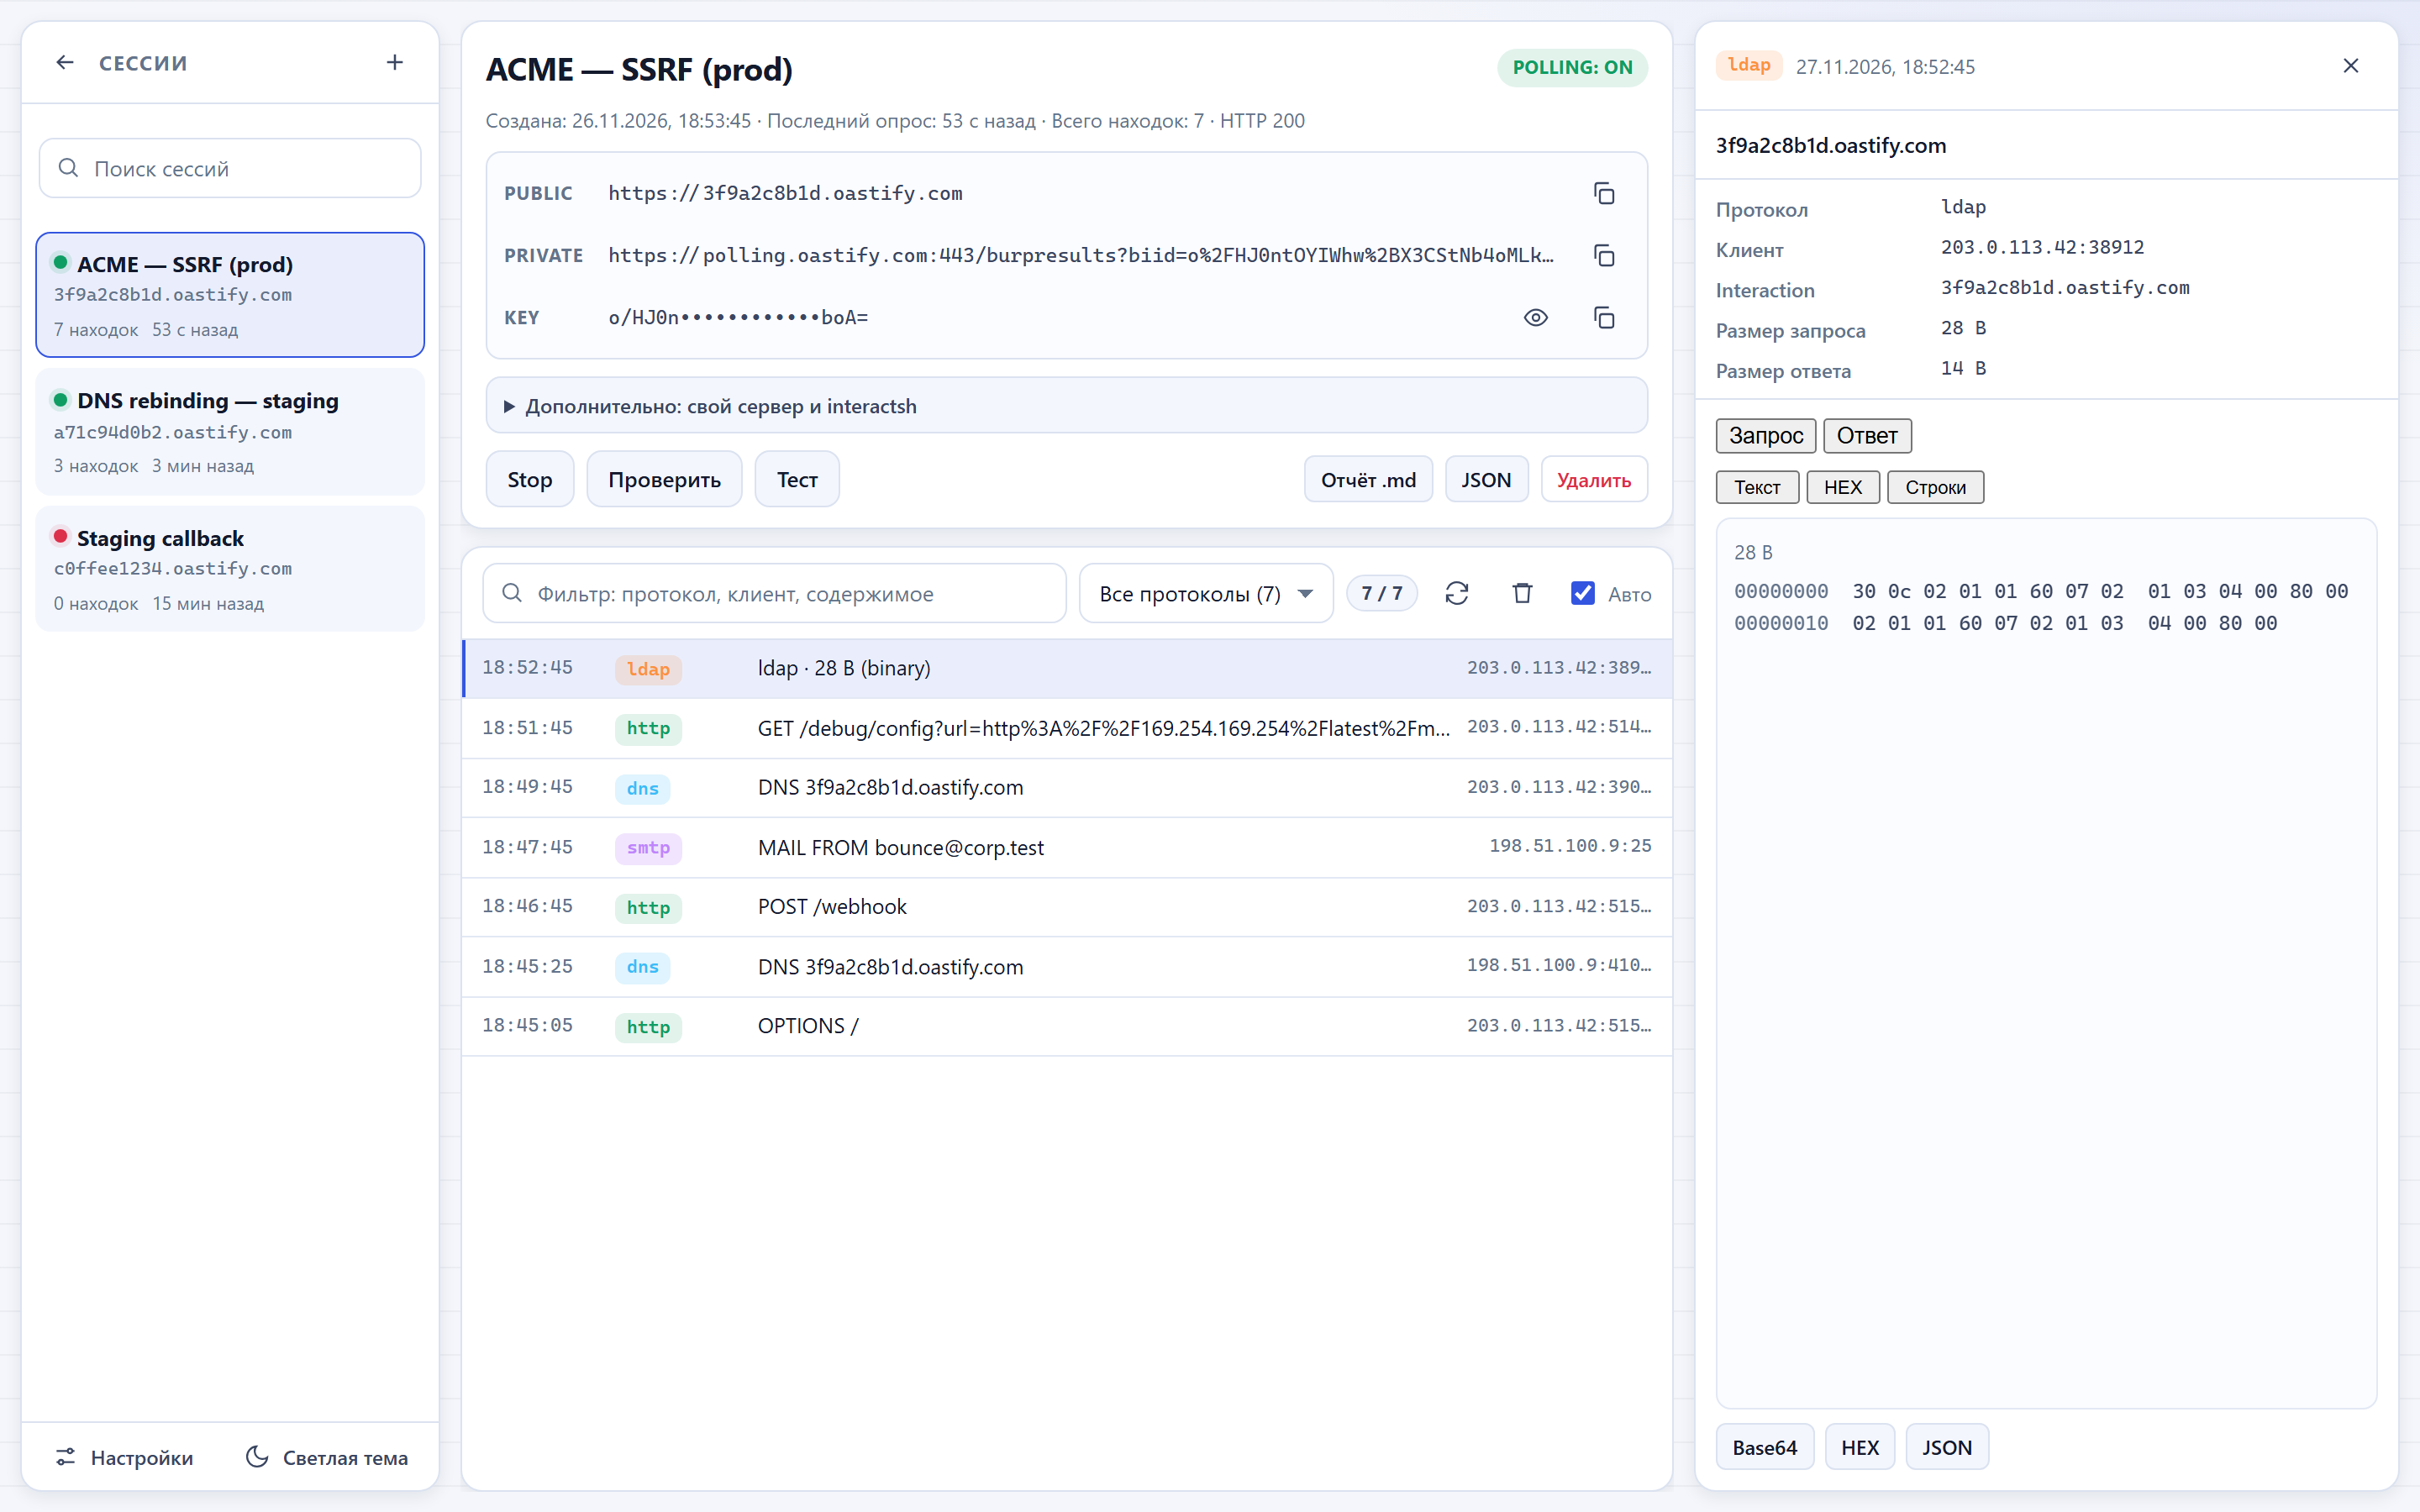 СЕССИИ
Поиск сессий
ACME — SSRF (prod)
3f9a2c8b1d.oastify.com
7 находок 53 с назад
DNS rebinding — staging
a71c94d0b2.oastify.com
3 находок 3 мин назад
Staging callback
c0ffee1234.oastify.com
0 находок 15 мин назад
Настройки
Светлая тема
ACME — SSRF (prod)
POLLING: ON
Создана: 26.11.2026, 18:53:45 · Последний опрос: 53 с назад · Всего находок: 7 · HTTP 200
PUBLIC https://3f9a2c8b1d.oastify.com
PRIVATE https://polling.oastify.com:443/burpresults?biid=o%2FHJ0ntOYIWhw%2BX3CStNb4oMLk…
KEY o/HJ0n••••••••••••boA=
Дополнительно: свой сервер и interactsh
Stop Проверить Тест Отчёт .md JSON Удалить
Фильтр: протокол, клиент, содержимое Все протоколы (7) 7 / 7 Авто
18:52:45 ldap ldap · 28 B (binary) 203.0.113.42:389…
18:51:45 http GET /debug/config?url=http%3A%2F%2F169.254.169.254%2Flatest%2Fm… 203.0.113.42:514…
18:49:45 dns DNS 3f9a2c8b1d.oastify.com 203.0.113.42:390…
18:47:45 smtp MAIL FROM bounce@corp.test 198.51.100.9:25
18:46:45 http POST /webhook 203.0.113.42:515…
18:45:25 dns DNS 3f9a2c8b1d.oastify.com 198.51.100.9:410…
18:45:05 http OPTIONS / 203.0.113.42:515…
ldap 27.11.2026, 18:52:45
3f9a2c8b1d.oastify.com
Протокол ldap
Клиент 203.0.113.42:38912
Interaction 3f9a2c8b1d.oastify.com
Размер запроса 28 B
Размер ответа 14 B
Запрос Ответ
Текст HEX Строки
28 B
00000000 30 0c 02 01 01 60 07 02 01 03 04 00 80 00
00000010 02 01 01 60 07 02 01 03 04 00 80 00
Base64 HEX JSON